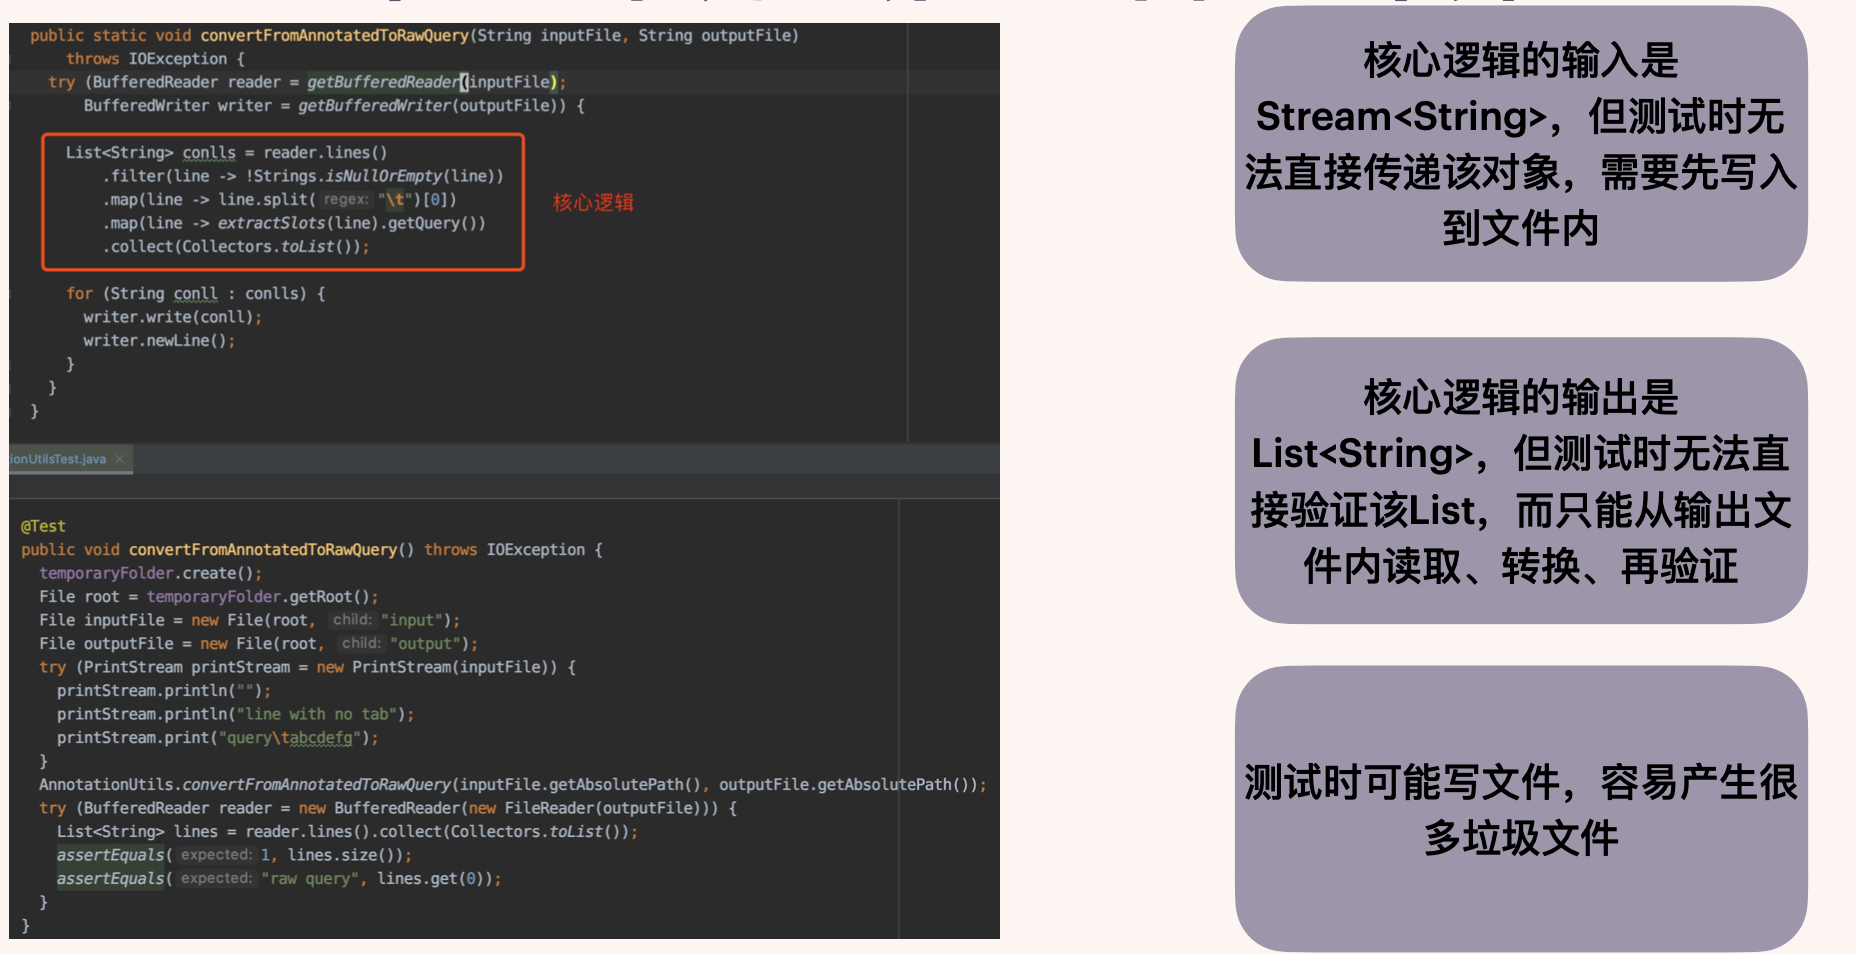 public static void convertFromAnnotatedToRawQuery(String inputFile, String outputFile)
throws IOException {
try (BufferedReader reader = getBufferedReader(inputFile);
BufferedWriter writer = getBufferedWriter(outputFile)) {
List<String> conlls = reader.lines()
.filter(line -> !Strings.isNullOrEmpty(line))
.map(line -> line.split( regex: "\t")[0])
.map(line -> extractSlots(line).getQuery())
.collect(Collectors.toList());
核心逻辑
for (String conll : conlls) {
writer.write(conll);
writer.newLine();
}
}
}
ionUtilsTest.java ×
@Test
public void convertFromAnnotatedToRawQuery() throws IOException {
temporaryFolder.create();
File root = temporaryFolder.getRoot();
File inputFile = new File(root, child: "input");
File outputFile = new File(root, child: "output");
try (PrintStream printStream = new PrintStream(inputFile)) {
printStream.println("");
printStream.println("line with no tab");
printStream.print("query\tabcdefg");
}
AnnotationUtils.convertFromAnnotatedToRawQuery(inputFile.getAbsolutePath(), outputFile.getAbsolutePath());
try (BufferedReader reader = new BufferedReader(new FileReader(outputFile))) {
List<String> lines = reader.lines().collect(Collectors.toList());
assertEquals( expected: 1, lines.size());
assertEquals( expected: "raw query", lines.get(0));
}
}
核心逻辑的输入是
Stream<String>，但测试时无
法直接传递该对象，需要先写入
到文件内
核心逻辑的输出是
List<String>，但测试时无法直
接验证该List，而只能从输出文
件内读取、转换、再验证
测试时可能写文件，容易产生很
多垃圾文件